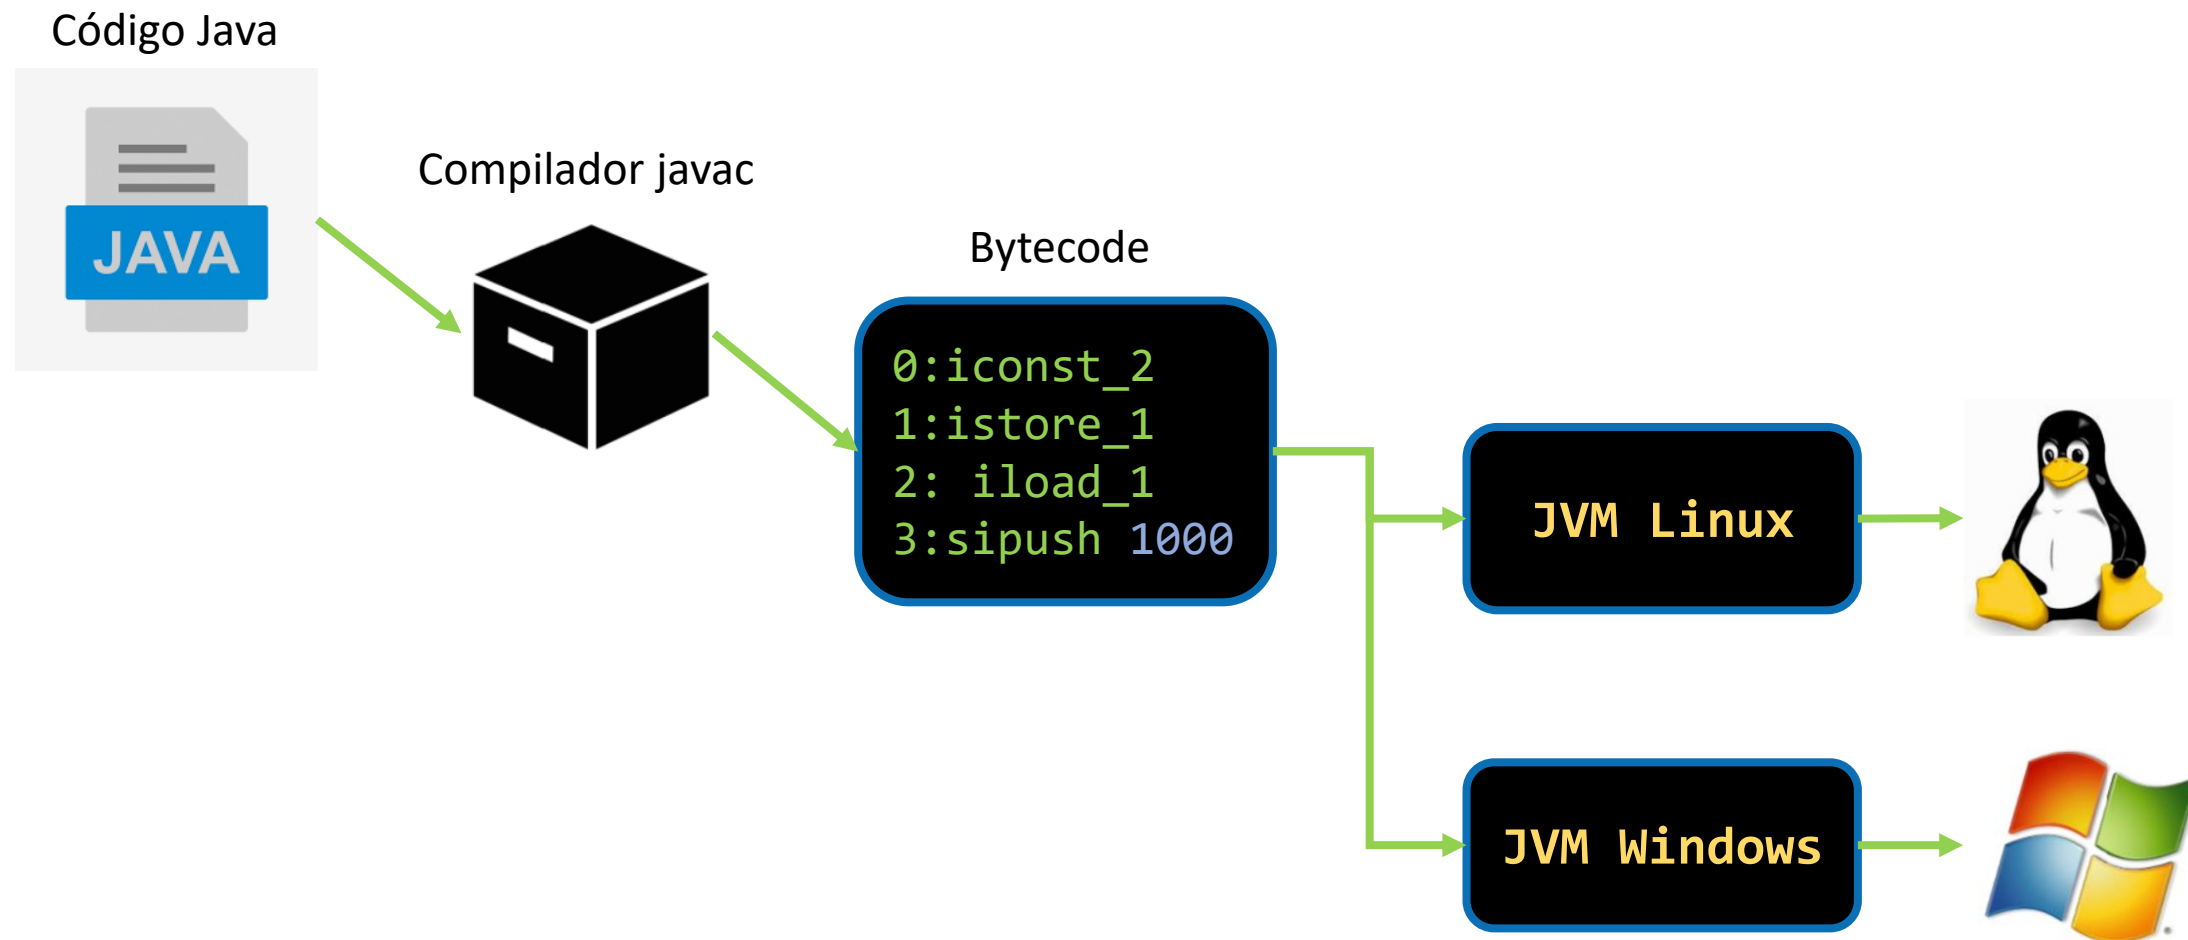 Código Java
JAVA
Compilador javac
Bytecode
0:iconst_2
1:istore_1
2: iload_1
3:sipush 1000
JVM Linux
JVM Windows